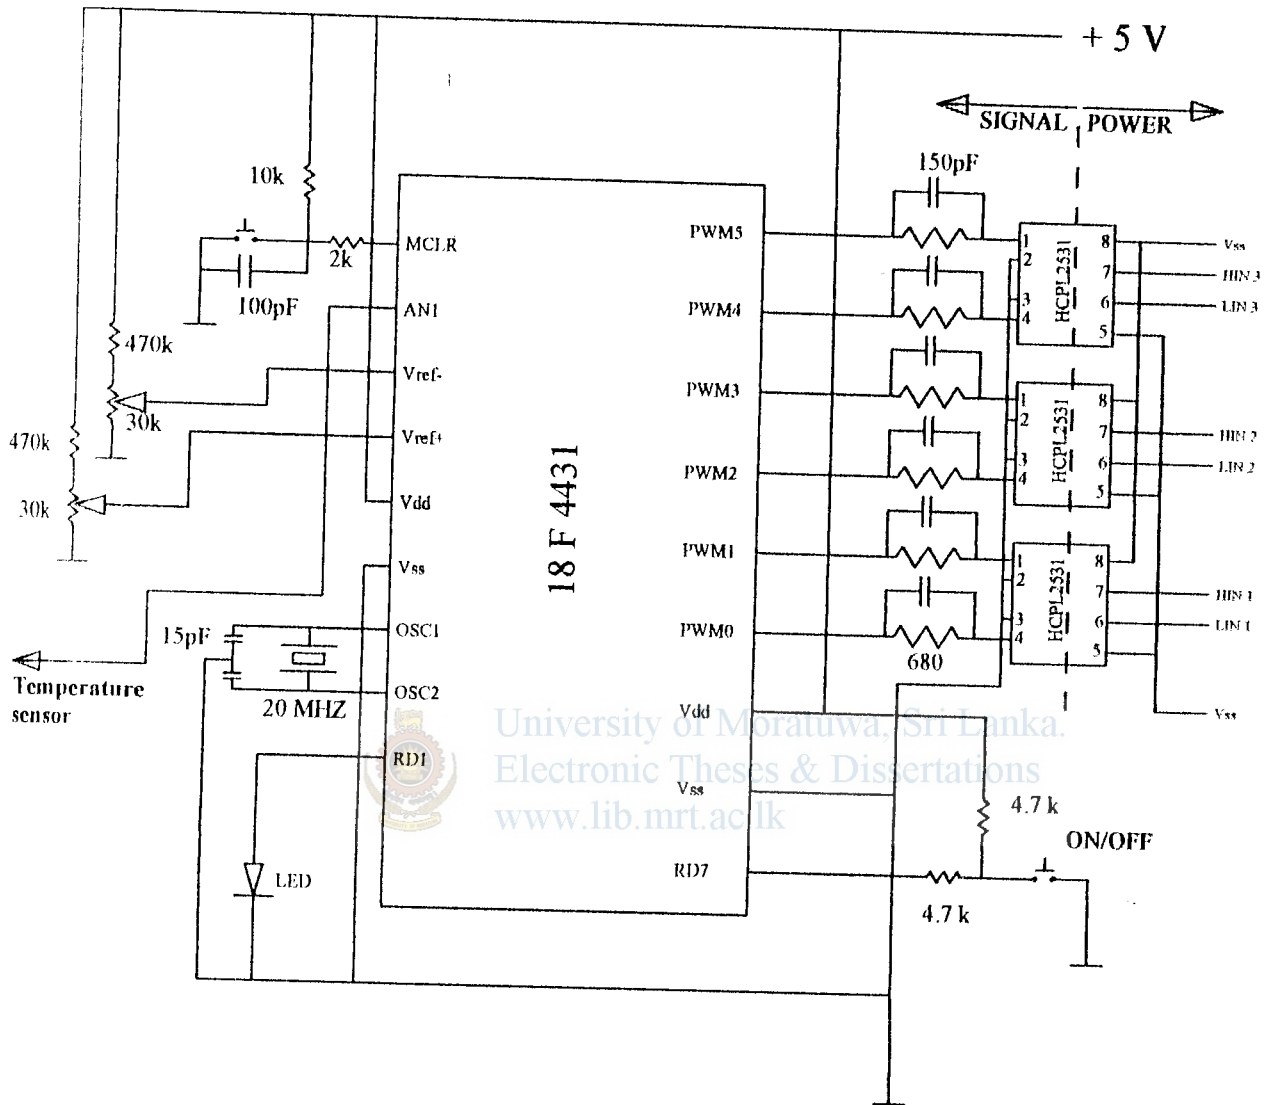 + 5 V
SIGNAL POWER
150pF
10k
MCLR
2k
100pF
AN1
470k
Vref-
30k
470k
Vref+
30k
Vdd
Vss
15pF
OSC1
OSC2
20 MHZ
Temperature
sensor
RD1
LED
18 F 4431
PWM5
PWM4
PWM3
PWM2
PWM1
PWM0
680
Vdd
Vss
RD7
4.7 k
4.7 k
ON/OFF
1
2
3
4
HCPL2531
8
7
6
5
Vss
HIN 3
LIN 3
1
2
3
4
HCPL2531
8
7
6
5
HIN 2
LIN 2
1
2
3
4
HCPL2531
8
7
6
5
HIN 1
LIN 1
Vss
University of Moratuwa, Sri Lanka.
Electronic Theses & Dissertations
www.lib.mrt.ac.lk